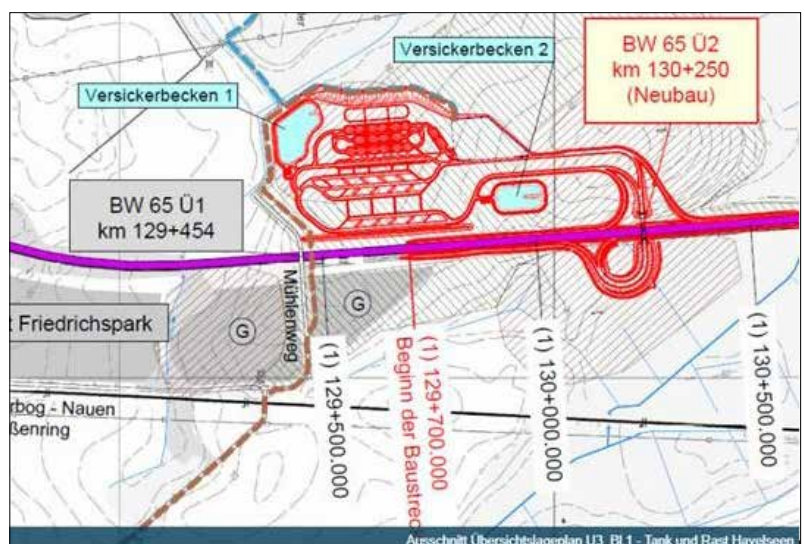 Versickerbecken 2
BW 65 Ü2
km 130+250
(Neubau)
Versickerbecken 1
BW 65 Ü1
km 129+454
Mühlenweg
G
G
t Friedrichspark
(1) 129+500.000
(1) 129+700.000
Beginn der Baustrec
(1) 130+000.000
(1) 130+500.000
rbog - Nauen
ßenring
Ausschnitt Übersichtslageplan U3, Bl.1 - Tank und Rast Havelseen